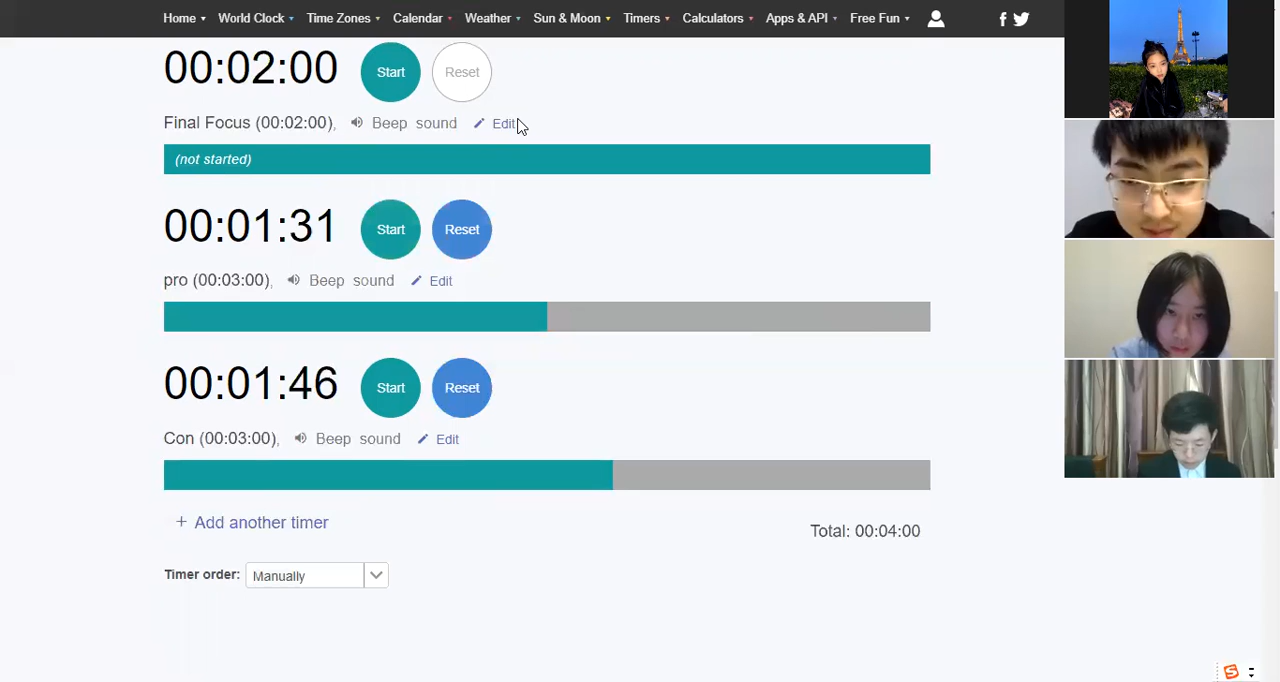 Home World Clock Time Zones Calendar Weather Sun & Moon Timers Calculators Apps & API Free Fun
00:02:00 Start Reset
Final Focus (00:02:00), Beep sound Edit
(not started)
00:01:31 Start Reset
pro (00:03:00), Beep sound Edit
00:01:46 Start Reset
Con (00:03:00), Beep sound Edit
+ Add another timer
Total: 00:04:00
Timer order: Manually